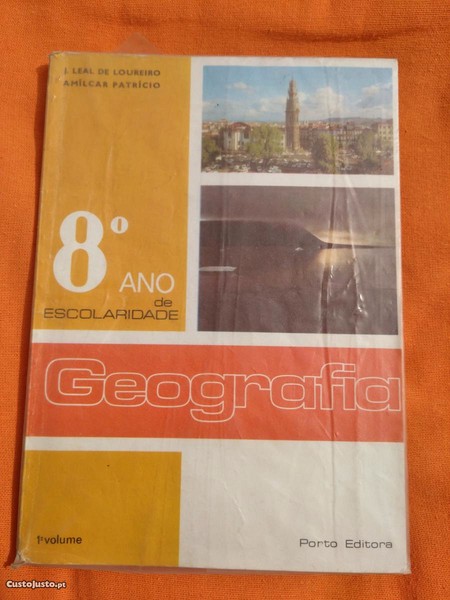 J. LEAL DE LOUREIRO
AMÍLCAR PATRÍCIO
8º ANO
de
ESCOLARIDADE
Geografia
1º volume
Porto Editora
CustoJusto.pt